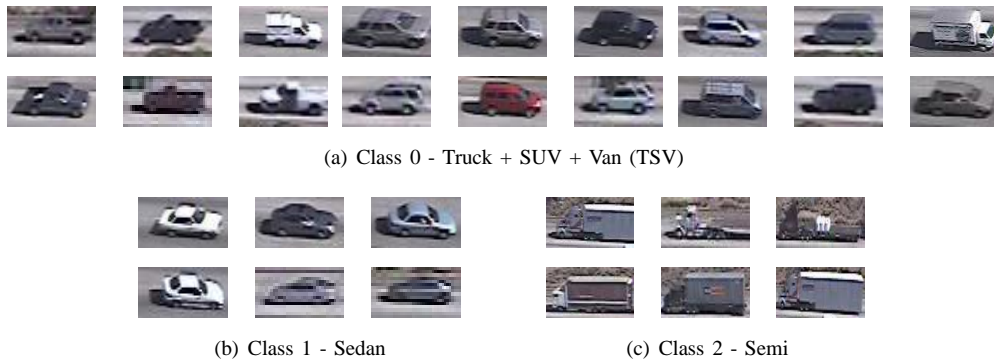 (a) Class 0 - Truck + SUV + Van (TSV)
(b) Class 1 - Sedan
(c) Class 2 - Semi